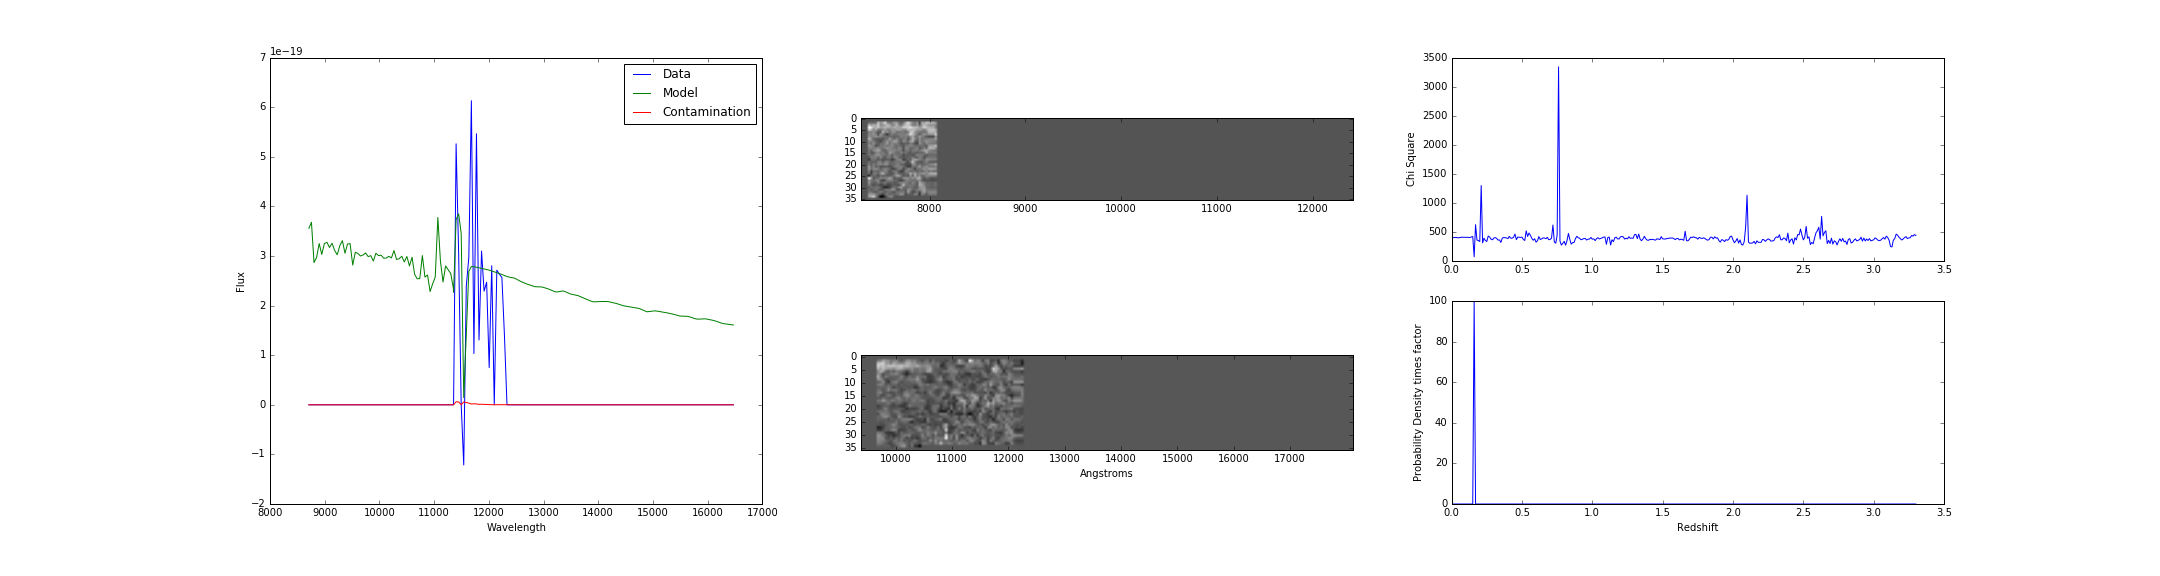 1e−19
7
6
5
4
3
2
1
0
−1
−2
Flux
8000 9000 10000 11000 12000 13000 14000 15000 16000 17000
Wavelength
Data
Model
Contamination
0
5
10
15
20
25
30
35
8000 9000 10000 11000 12000
0
5
10
15
20
25
30
35
10000 11000 12000 13000 14000 15000 16000 17000
Angstroms
3500
3000
2500
2000
1500
1000
500
0
Chi Square
0.0 0.5 1.0 1.5 2.0 2.5 3.0 3.5
100
80
60
40
20
0
Probability Density times factor
0.0 0.5 1.0 1.5 2.0 2.5 3.0 3.5
Redshift